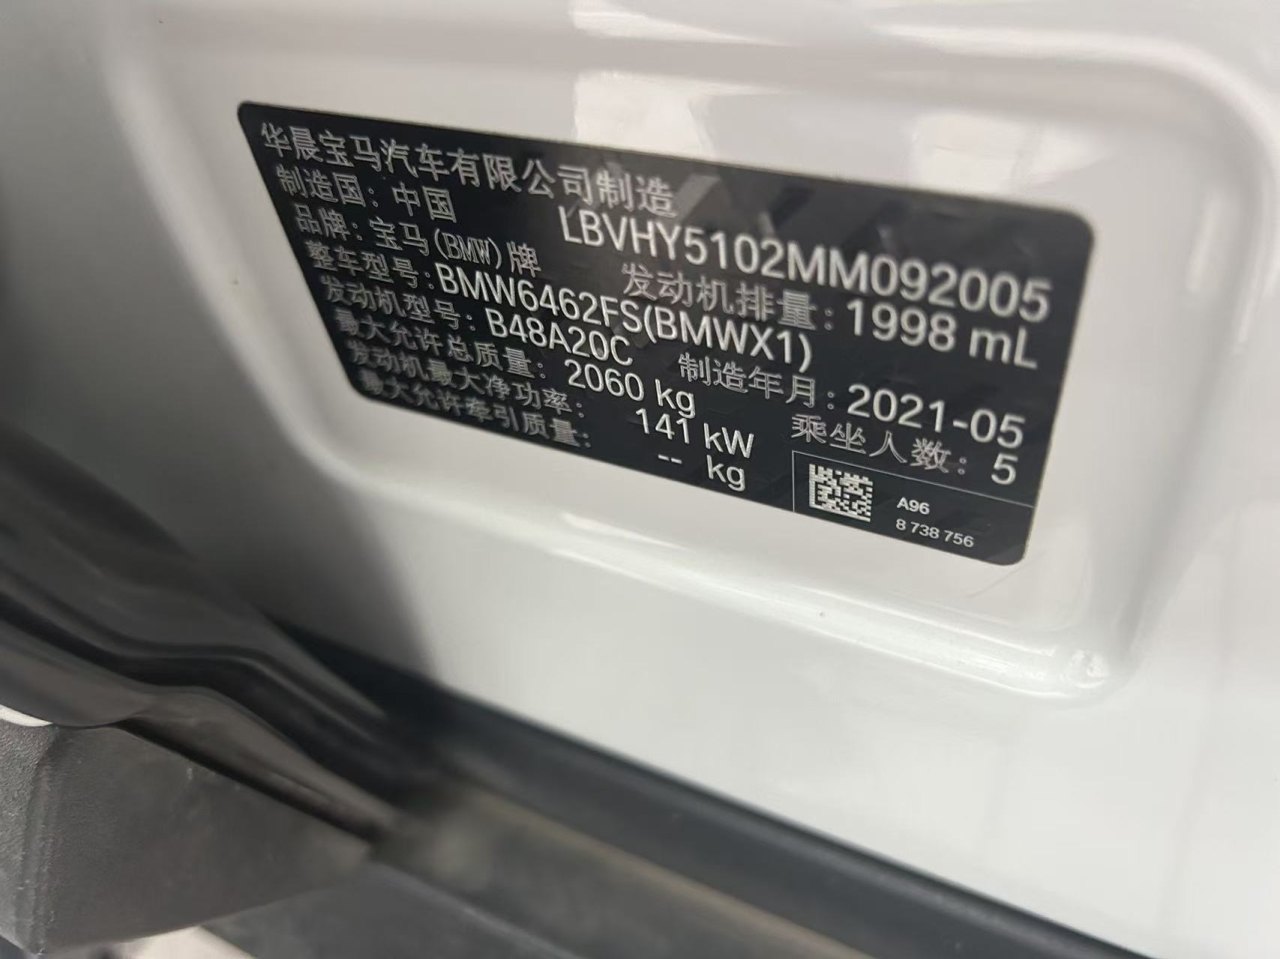 华晨宝马汽车有限公司制造
制造国：中国
LBVHY5102MM092005
品牌：宝马(BMW)牌
发动机排量：1998 mL
整车型号：BMW6462FS(BMWX1)
发动机型号：B48A20C
制造年月：2021-05
最大允许总质量：2060 kg
乘坐人数：5
发动机最大净功率：141 kW
最大允许牵引质量：-- kg
A96
8 738 756